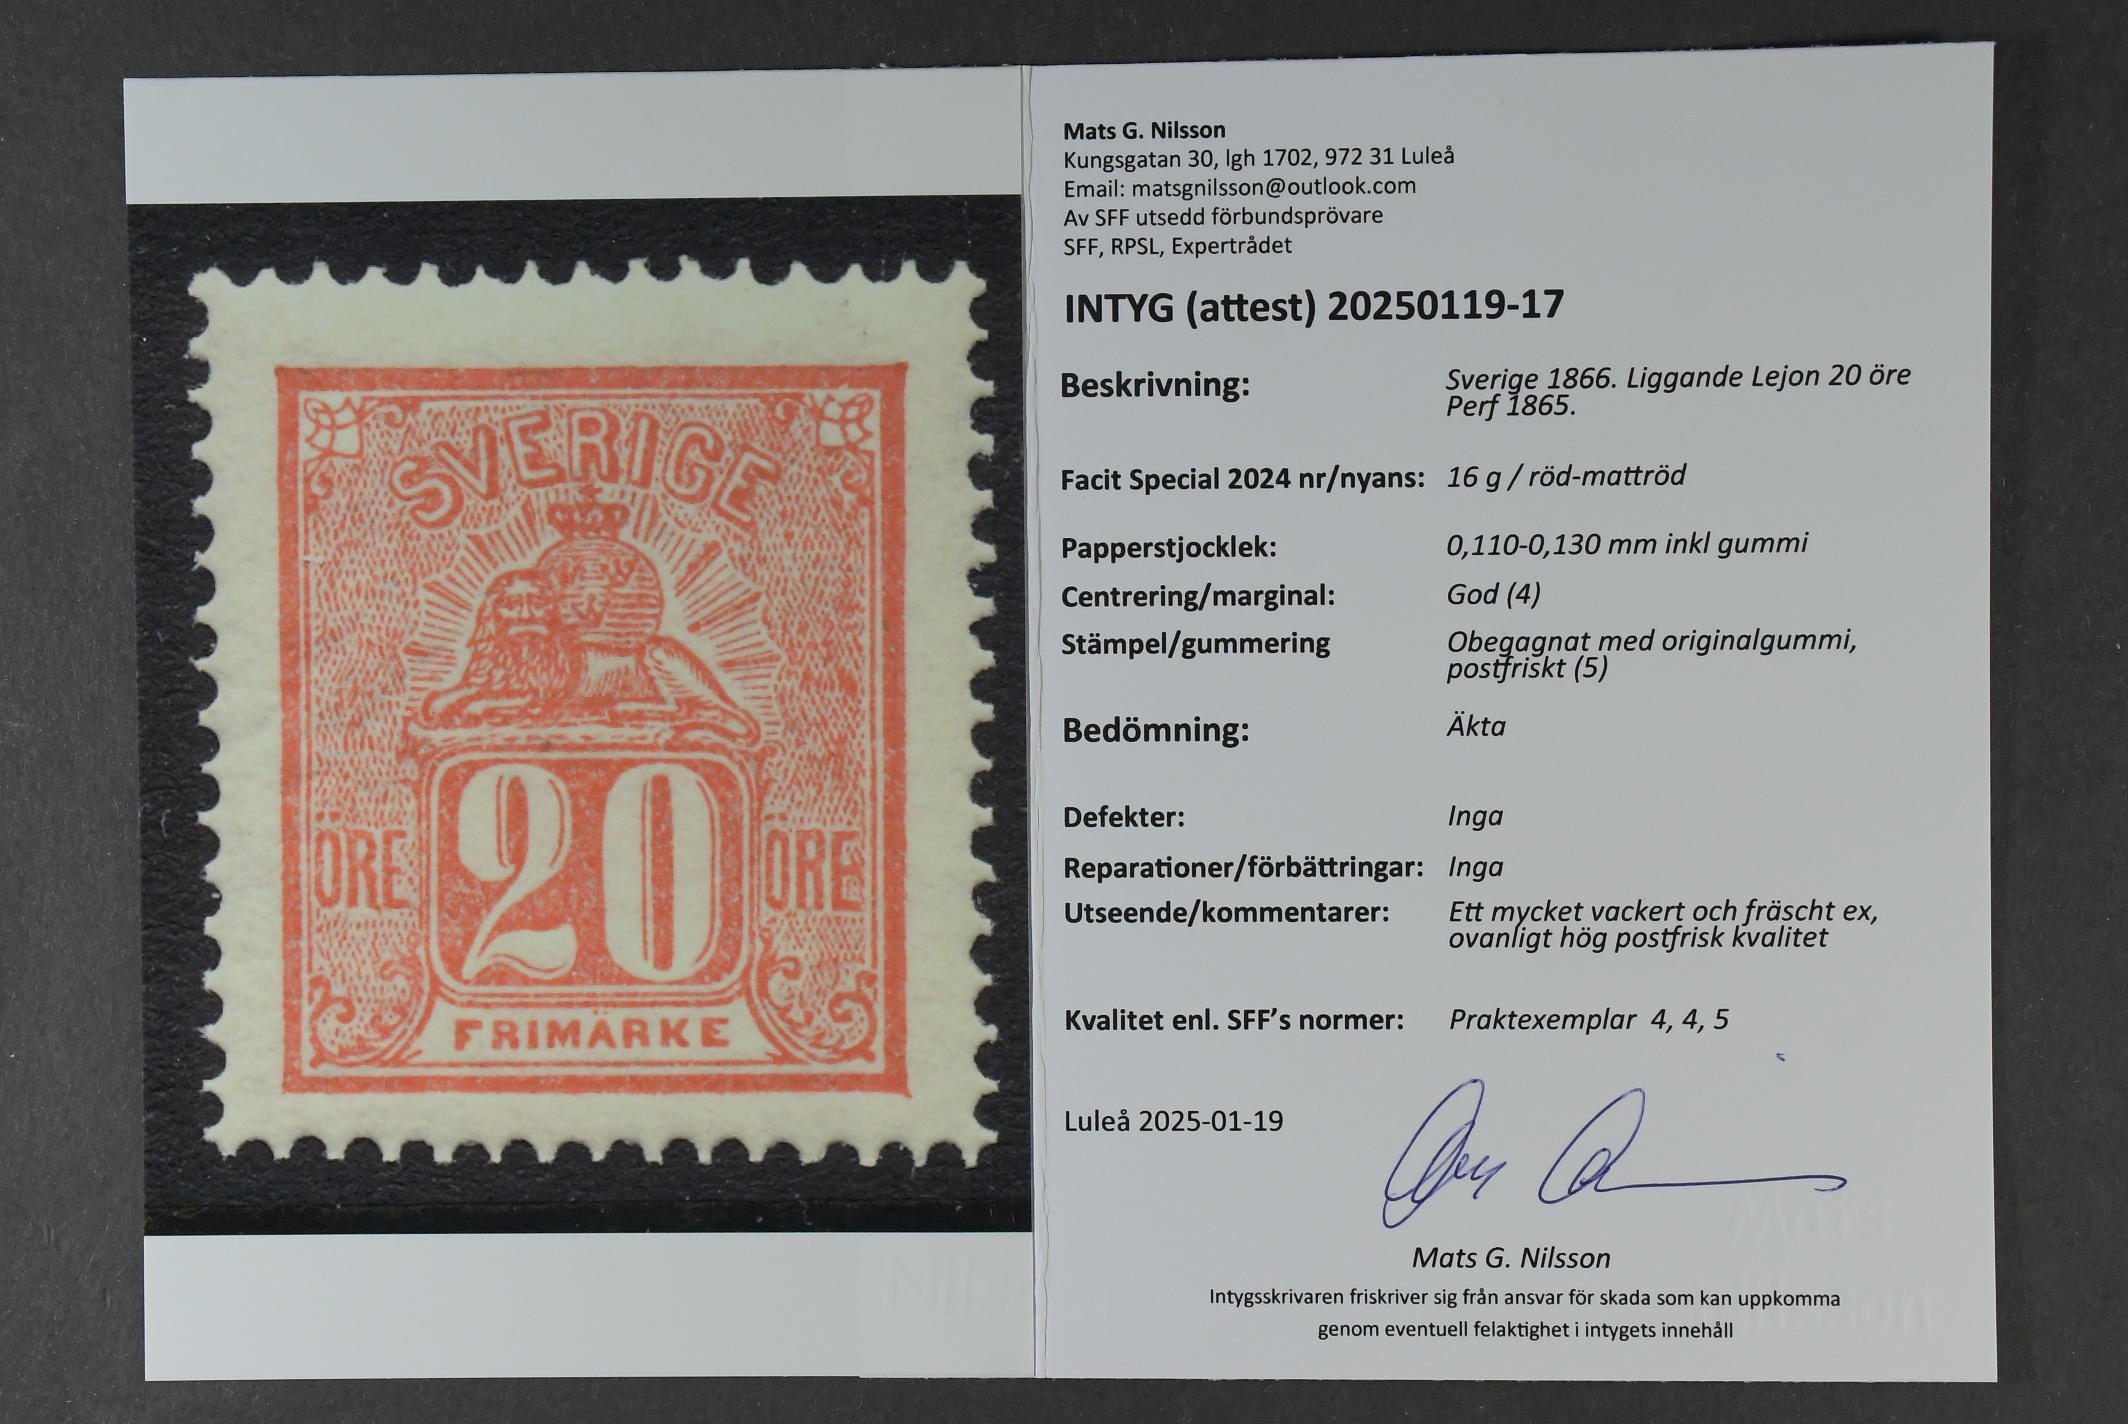 SVERIGE
ÖRE 20 ÖRE
FRIMÄRKE
Mats G. Nilsson
Kungsgatan 30, lgh 1702, 972 31 Luleå
Email: matsgnilsson@outlook.com
Av SFF utsedd förbundsprövare
SFF, RPSL, Expertrådet
INTYG (attest) 20250119-17
Beskrivning: Sverige 1866. Liggande Lejon 20 öre
Perf 1865.
Facit Special 2024 nr/nyans: 16 g / röd-mattröd
Papperstjocklek: 0,110-0,130 mm inkl gummi
Centrering/marginal: God (4)
Stämpel/gummering Obegagnat med originalgummi,
postfriskt (5)
Bedömning: Äkta
Defekter: Inga
Reparationer/förbättringar: Inga
Utseende/kommentarer: Ett mycket vackert och fräscht ex,
ovanligt hög postfrisk kvalitet
Kvalitet enl. SFF's normer: Praktexemplar 4, 4, 5
Luleå 2025-01-19
Mats G. Nilsson
Intygsskrivaren friskriver sig från ansvar för skada som kan uppkomma
genom eventuell felaktighet i intygets innehåll